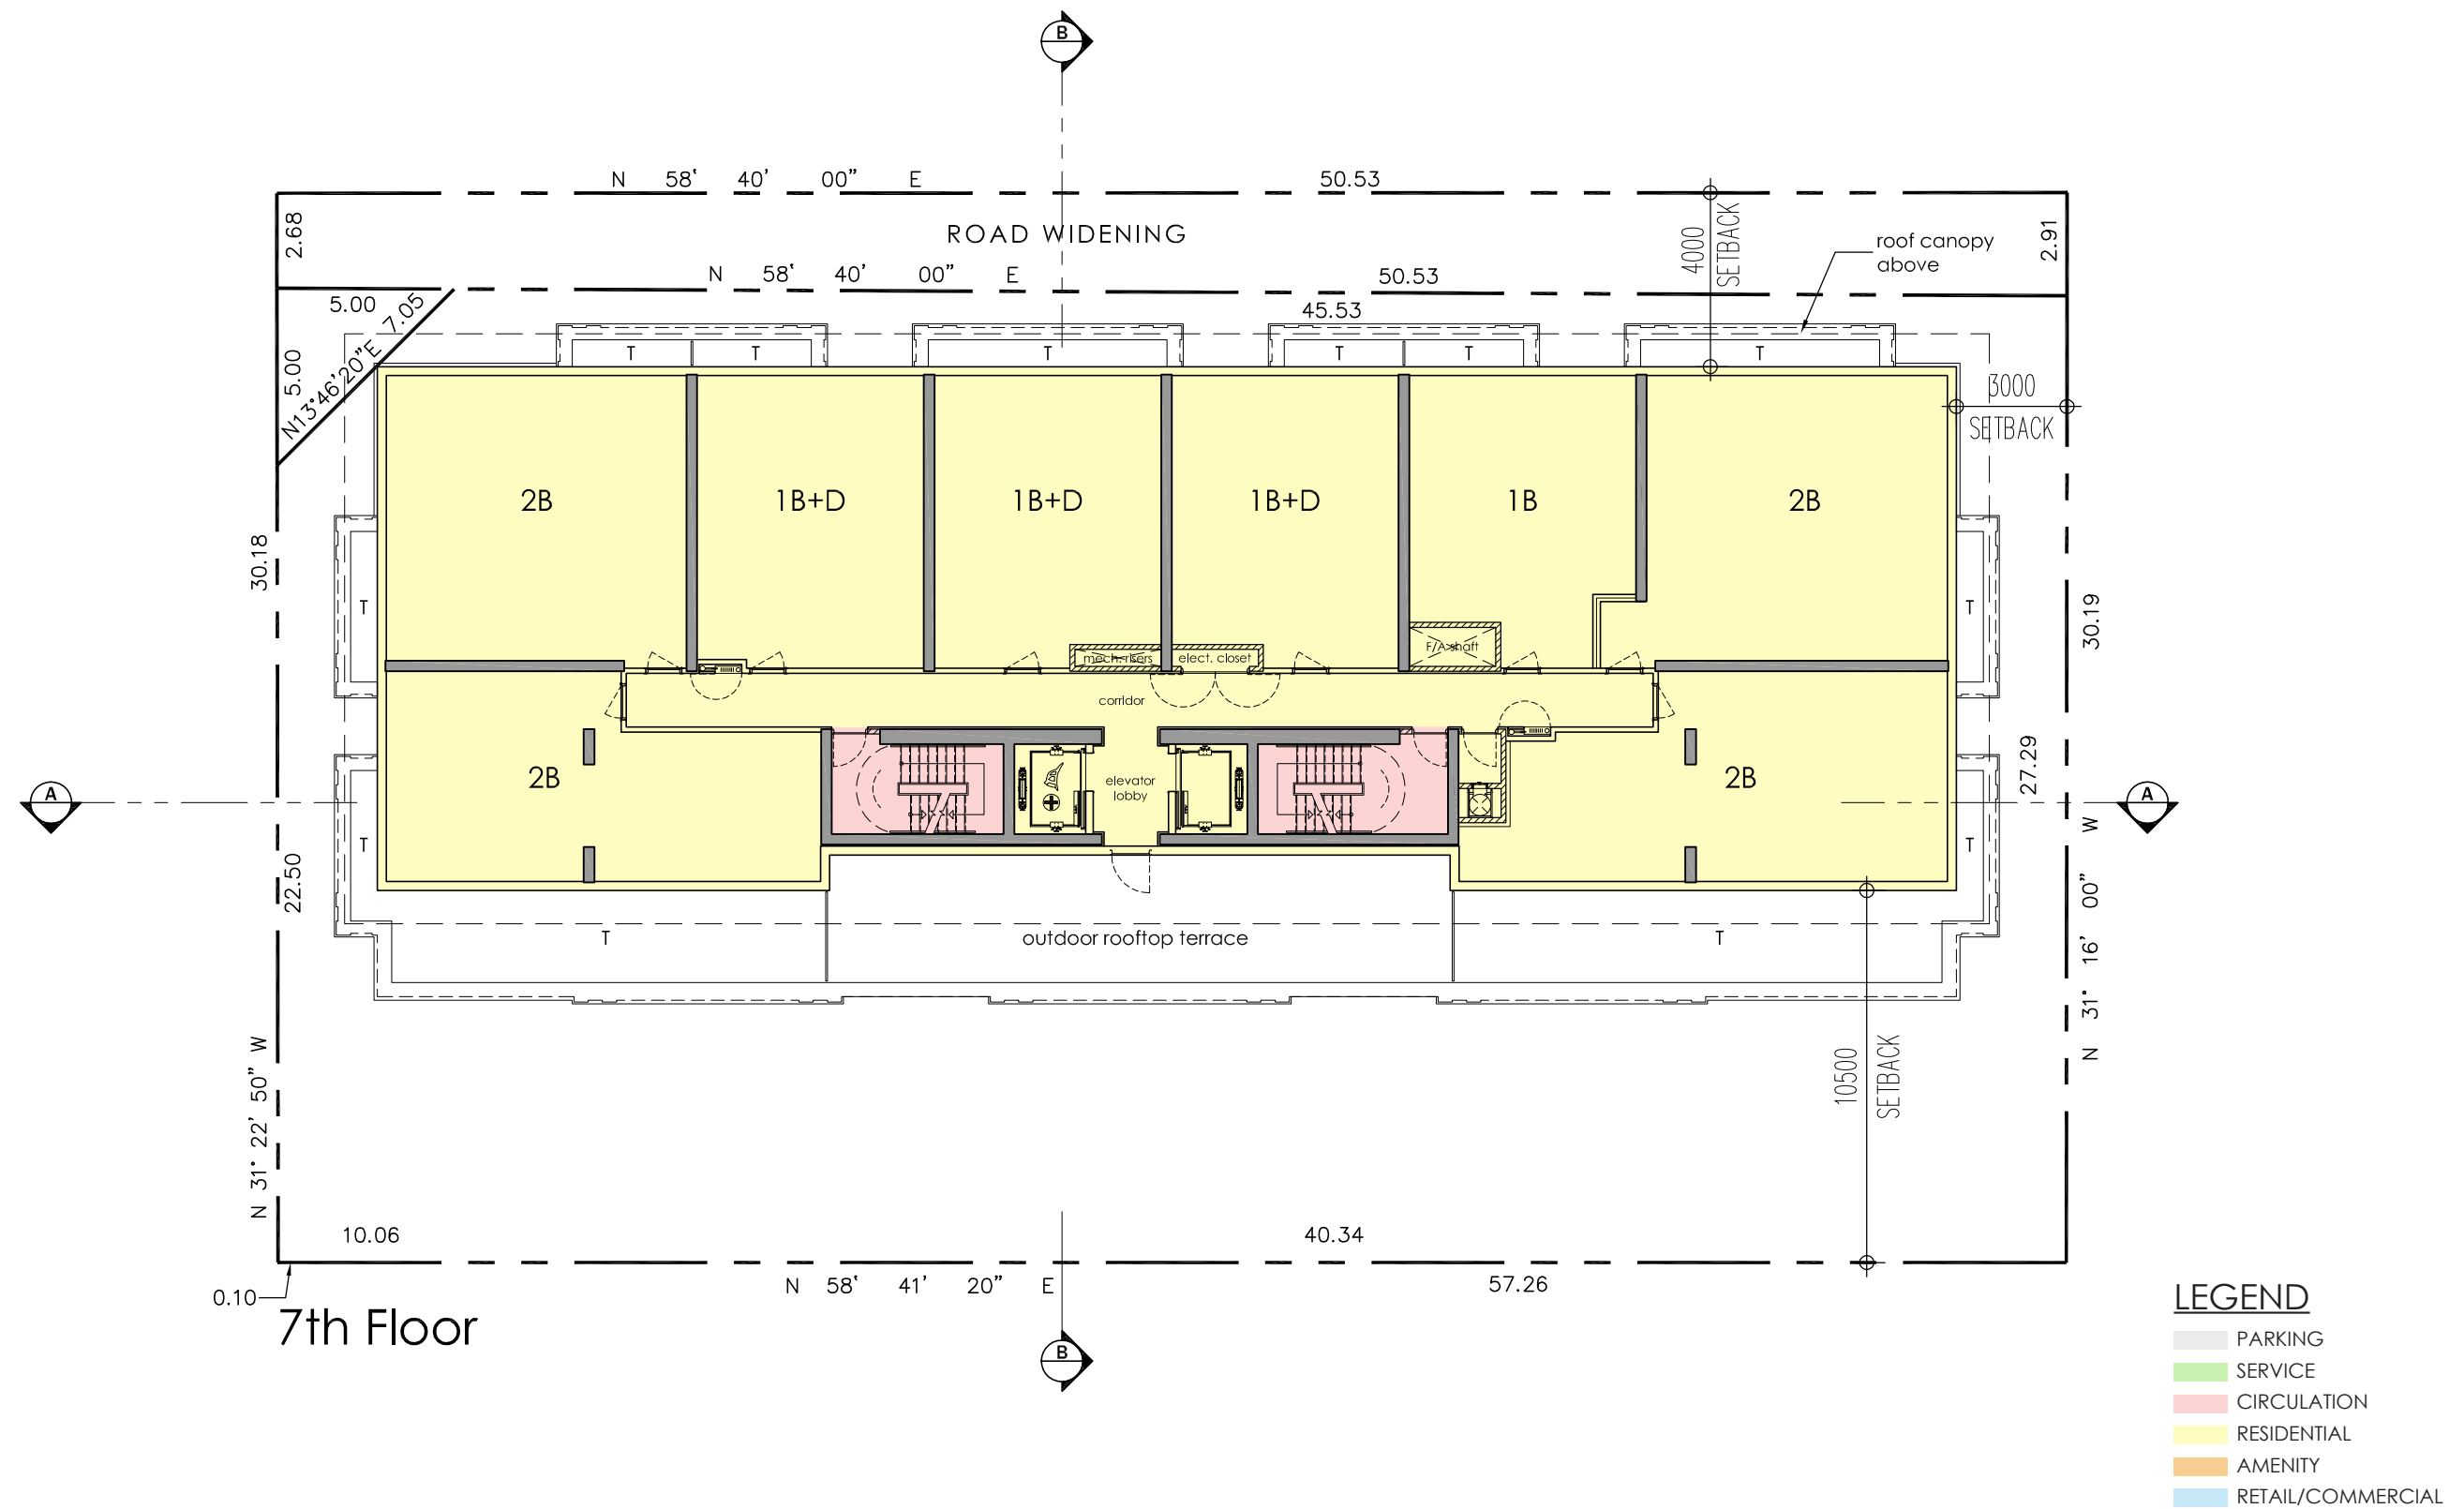 B
N 58‛ 40' 00" E 50.53
2.68
ROAD WIDENING
4000
SETBACK
roof canopy
above
2.91
N 58‛ 40' 00" E 50.53
5.00
7.05
45.53
5.00
N13°46'20"E
T T T T T T
3000
SETBACK
2B 1B+D 1B+D 1B+D 1B 2B
30.18
T
T
30.19
mech. risers
elect. closet
F/A shaft
corridor
elevator
lobby
2B
2B
A
A
27.29
T
T
22.50
T
outdoor rooftop terrace
T
N 31° 22' 50" W
N 31° 16' 00" W
10500
SETBACK
10.06
40.34
0.10
N 58‛ 41' 20" E
57.26
7th Floor
B
LEGEND
PARKING
SERVICE
CIRCULATION
RESIDENTIAL
AMENITY
RETAIL/COMMERCIAL